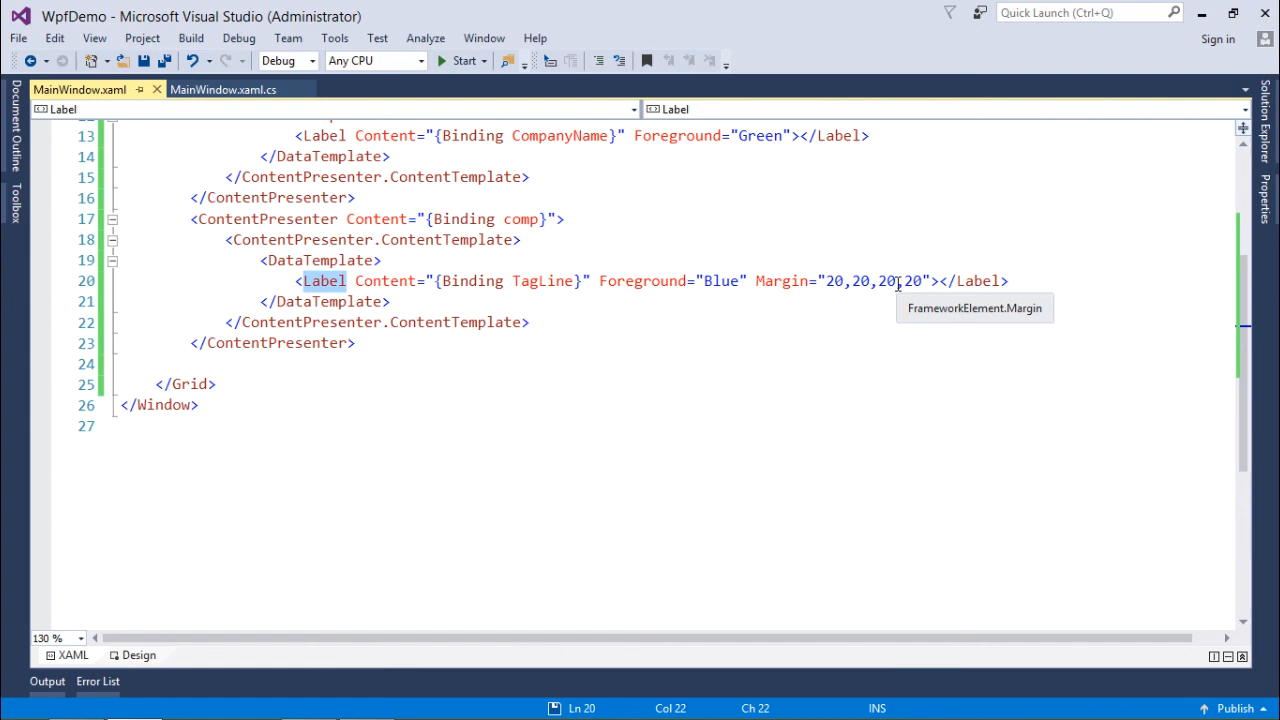 WpfDemo - Microsoft Visual Studio (Administrator)
Quick Launch (Ctrl+Q)
File Edit View Project Build Debug Team Tools Test Analyze Window Help
Sign in
Debug Any CPU Start
MainWindow.xaml MainWindow.xaml.cs
Label Label
Document Outline
Toolbox
Solution Explorer
Properties
13 <Label Content="{Binding CompanyName}" Foreground="Green"></Label>
14 </DataTemplate>
15 </ContentPresenter.ContentTemplate>
16 </ContentPresenter>
17 <ContentPresenter Content="{Binding comp}">
18 <ContentPresenter.ContentTemplate>
19 <DataTemplate>
20 <Label Content="{Binding TagLine}" Foreground="Blue" Margin="20,20,20,20"></Label>
FrameworkElement.Margin
21 </DataTemplate>
22 </ContentPresenter.ContentTemplate>
23 </ContentPresenter>
24
25 </Grid>
26 </Window>
27
130 %
XAML Design
Output Error List
Ln 20 Col 22 Ch 22 INS Publish